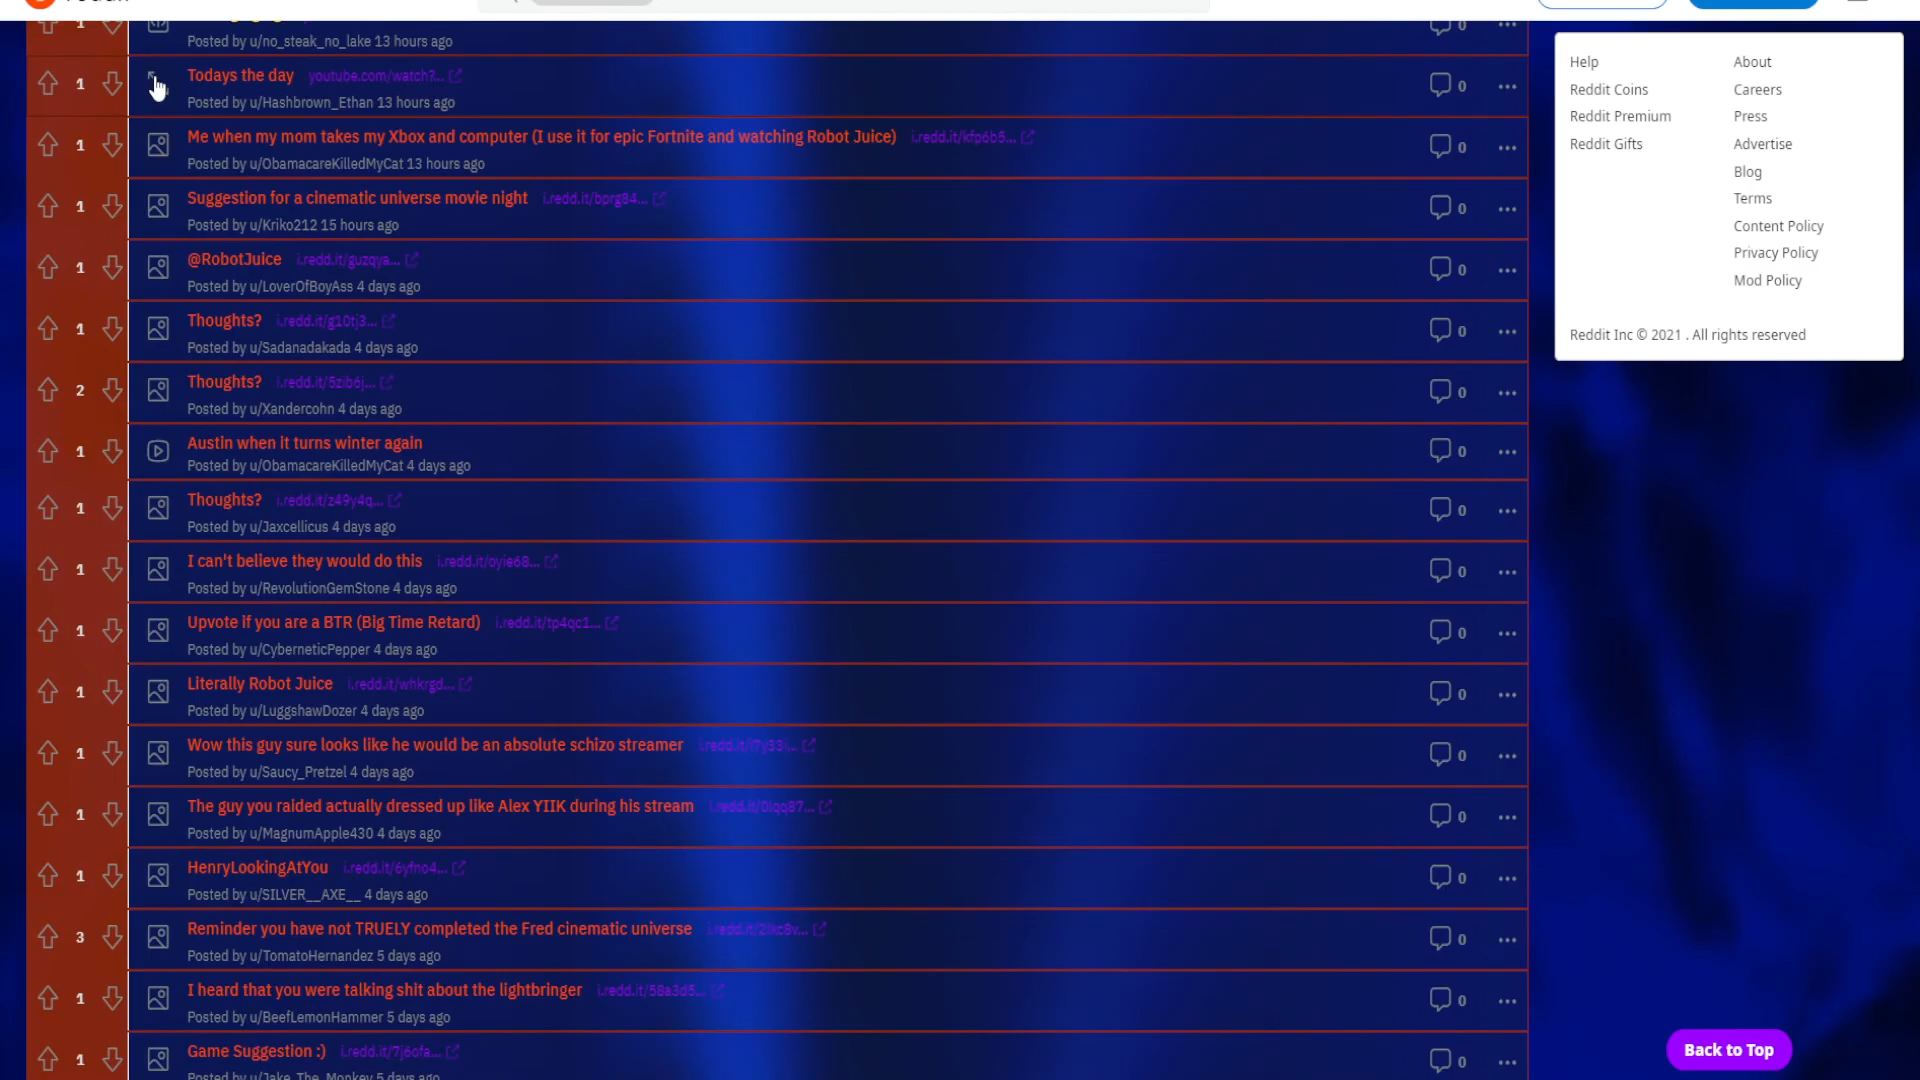 Posted by u/no_steak_no_lake 13 hours ago
0
1
Todays the day youtube.com/watch?...
Posted by u/Hashbrown_Ethan 13 hours ago
0
1
Me when my mom takes my Xbox and computer (I use it for epic Fortnite and watching Robot Juice) i.redd.it/kfp6b5...
Posted by u/ObamacareKilledMyCat 13 hours ago
0
1
Suggestion for a cinematic universe movie night i.redd.it/bprg84...
Posted by u/Kriko212 15 hours ago
0
1
@RobotJuice i.redd.it/guzqya...
Posted by u/LoverOfBoyAss 4 days ago
0
1
Thoughts? i.redd.it/g10tj3...
Posted by u/Sadanadakada 4 days ago
0
2
Thoughts? i.redd.it/5zib6j...
Posted by u/Xandercohn 4 days ago
0
1
Austin when it turns winter again
Posted by u/ObamacareKilledMyCat 4 days ago
0
1
Thoughts? i.redd.it/z49y4q...
Posted by u/Jaxcellicus 4 days ago
0
1
I can't believe they would do this i.redd.it/oyie68...
Posted by u/RevolutionGemStone 4 days ago
0
1
Upvote if you are a BTR (Big Time Retard) i.redd.it/tp4qc1...
Posted by u/CyberneticPepper 4 days ago
0
1
Literally Robot Juice i.redd.it/whkrgd...
Posted by u/LuggshawDozer 4 days ago
0
1
Wow this guy sure looks like he would be an absolute schizo streamer
Posted by u/Saucy_Pretzel 4 days ago
0
1
The guy you raided actually dressed up like Alex YIIK during his stream
Posted by u/MagnumApple430 4 days ago
0
1
HenryLookingAtYou i.redd.it/6yfno4...
Posted by u/SILVER__AXE__ 4 days ago
0
3
Reminder you have not TRUELY completed the Fred cinematic universe
Posted by u/TomatoHernandez 5 days ago
0
1
I heard that you were talking shit about the lightbringer i.redd.it/58a3d5...
Posted by u/BeefLemonHammer 5 days ago
0
1
Game Suggestion :) i.redd.it/7j6ofa...
Posted by u/Jake_The_Monkey 5 days ago
0
Help
Reddit Coins
Reddit Premium
Reddit Gifts
About
Careers
Press
Advertise
Blog
Terms
Content Policy
Privacy Policy
Mod Policy
Reddit Inc © 2021 . All rights reserved
Back to Top